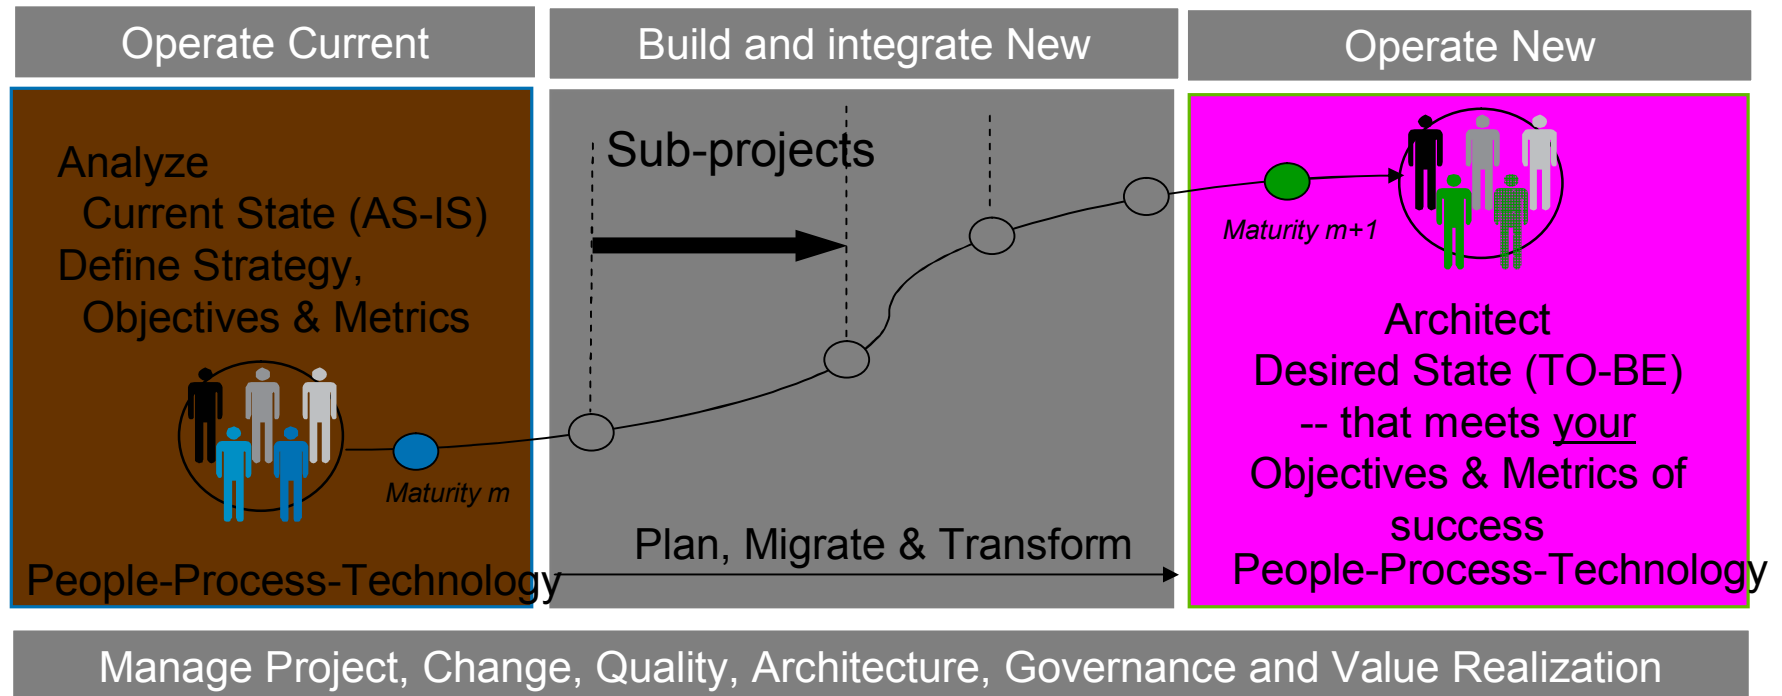 Operate Current
Build and integrate New
Operate New
Analyze
Current State (AS-IS)
Define Strategy,
Objectives & Metrics
Maturity m
People-Process-Technology
Sub-projects
Plan, Migrate & Transform
Maturity m+1
Architect
Desired State (TO-BE)
-- that meets your
Objectives & Metrics of
success
People-Process-Technology
Manage Project, Change, Quality, Architecture, Governance and Value Realization